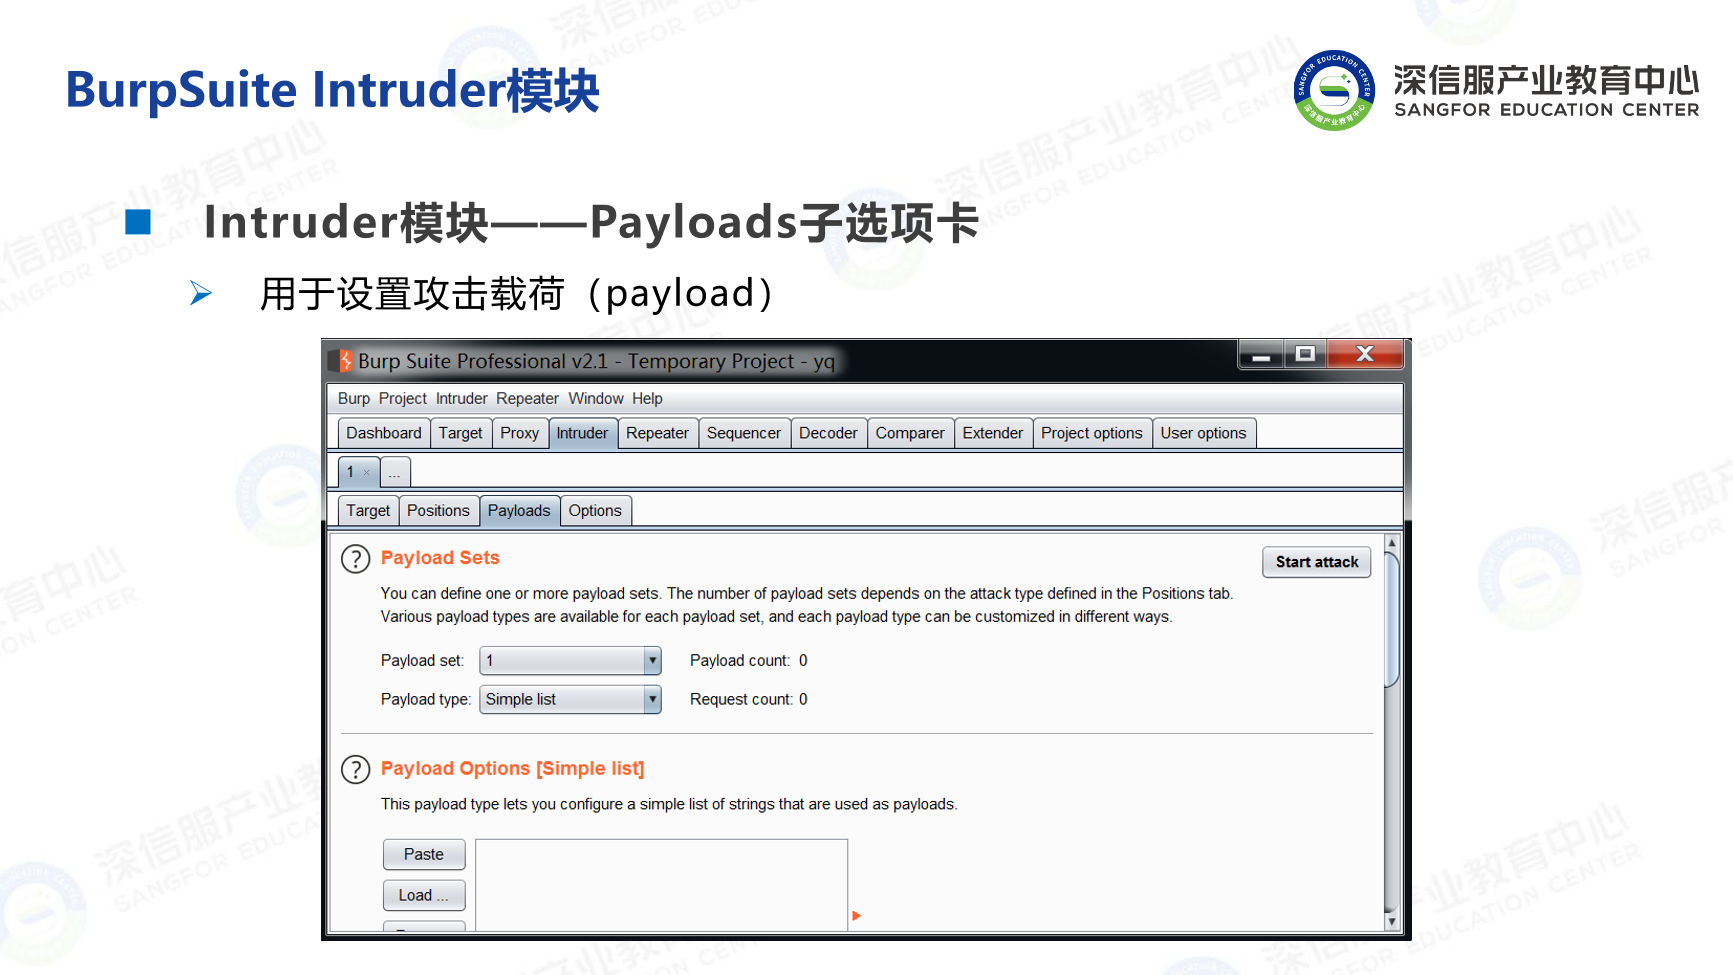 BurpSuite Intruder模块
深信服产业教育中心
SANGFOR EDUCATION CENTER
Intruder模块——Payloads子选项卡
用于设置攻击载荷（payload）
Burp Suite Professional v2.1 - Temporary Project - yq
Burp Project Intruder Repeater Window Help
Dashboard Target Proxy Intruder Repeater Sequencer Decoder Comparer Extender Project options User options
1 × ...
Target Positions Payloads Options
? Payload Sets
Start attack
You can define one or more payload sets. The number of payload sets depends on the attack type defined in the Positions tab.
Various payload types are available for each payload set, and each payload type can be customized in different ways.
Payload set: 1 Payload count: 0
Payload type: Simple list Request count: 0
? Payload Options [Simple list]
This payload type lets you configure a simple list of strings that are used as payloads.
Paste
Load ...